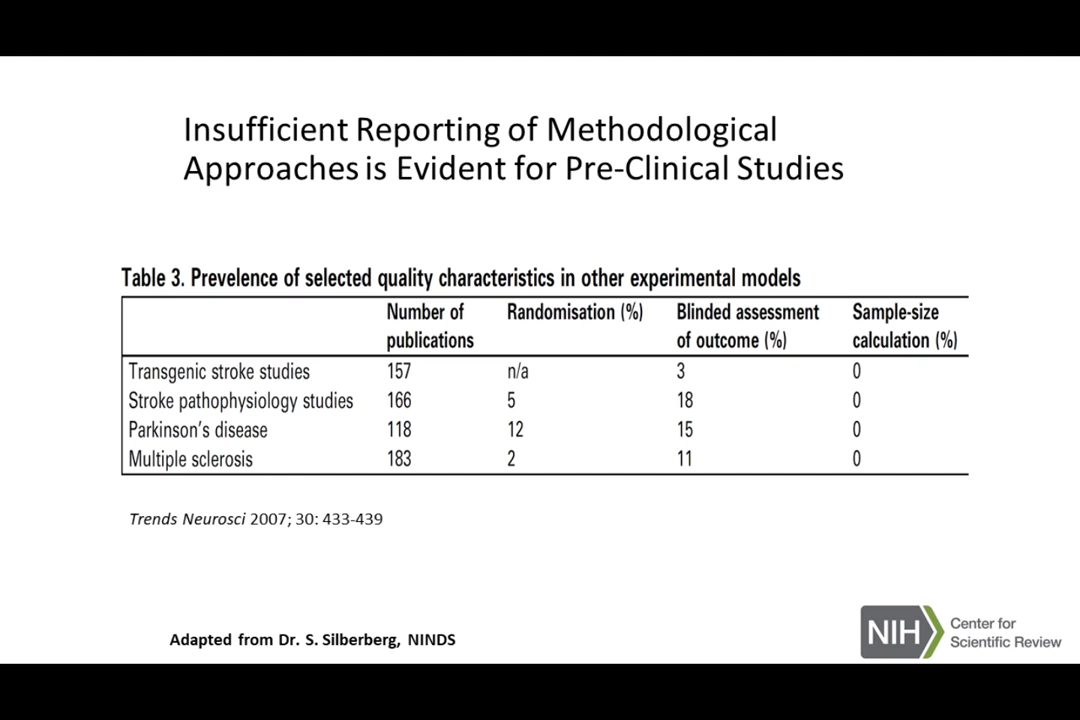 Insufficient Reporting of Methodological
Approaches is Evident for Pre-Clinical Studies
Table 3. Prevelence of selected quality characteristics in other experimental models
Number of publications Randomisation (%) Blinded assessment of outcome (%) Sample-size calculation (%)
Transgenic stroke studies 157 n/a 3 0
Stroke pathophysiology studies 166 5 18 0
Parkinson's disease 118 12 15 0
Multiple sclerosis 183 2 11 0
Trends Neurosci 2007; 30: 433-439
Adapted from Dr. S. Silberberg, NINDS
NIH Center for
Scientific Review